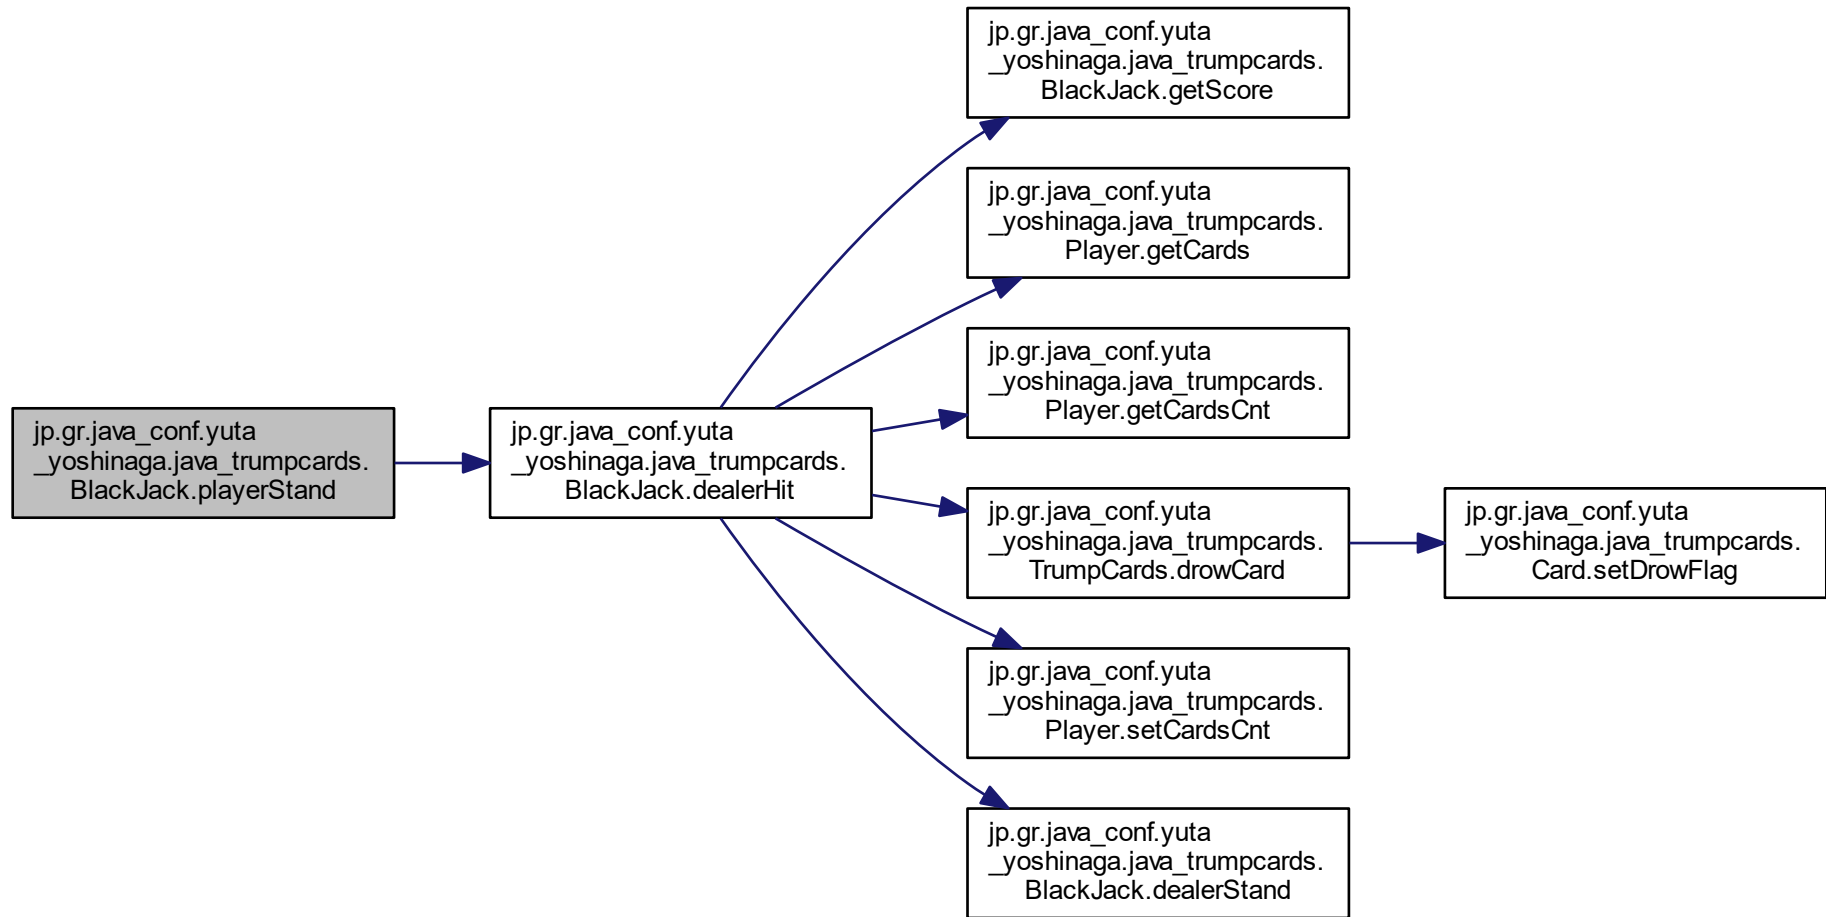 jp.gr.java_conf.yuta
_yoshinaga.java_trumpcards.
BlackJack.playerStand
jp.gr.java_conf.yuta
_yoshinaga.java_trumpcards.
BlackJack.dealerHit
jp.gr.java_conf.yuta
_yoshinaga.java_trumpcards.
BlackJack.getScore
jp.gr.java_conf.yuta
_yoshinaga.java_trumpcards.
Player.getCards
jp.gr.java_conf.yuta
_yoshinaga.java_trumpcards.
Player.getCardsCnt
jp.gr.java_conf.yuta
_yoshinaga.java_trumpcards.
TrumpCards.drowCard
jp.gr.java_conf.yuta
_yoshinaga.java_trumpcards.
Card.setDrowFlag
jp.gr.java_conf.yuta
_yoshinaga.java_trumpcards.
Player.setCardsCnt
jp.gr.java_conf.yuta
_yoshinaga.java_trumpcards.
BlackJack.dealerStand